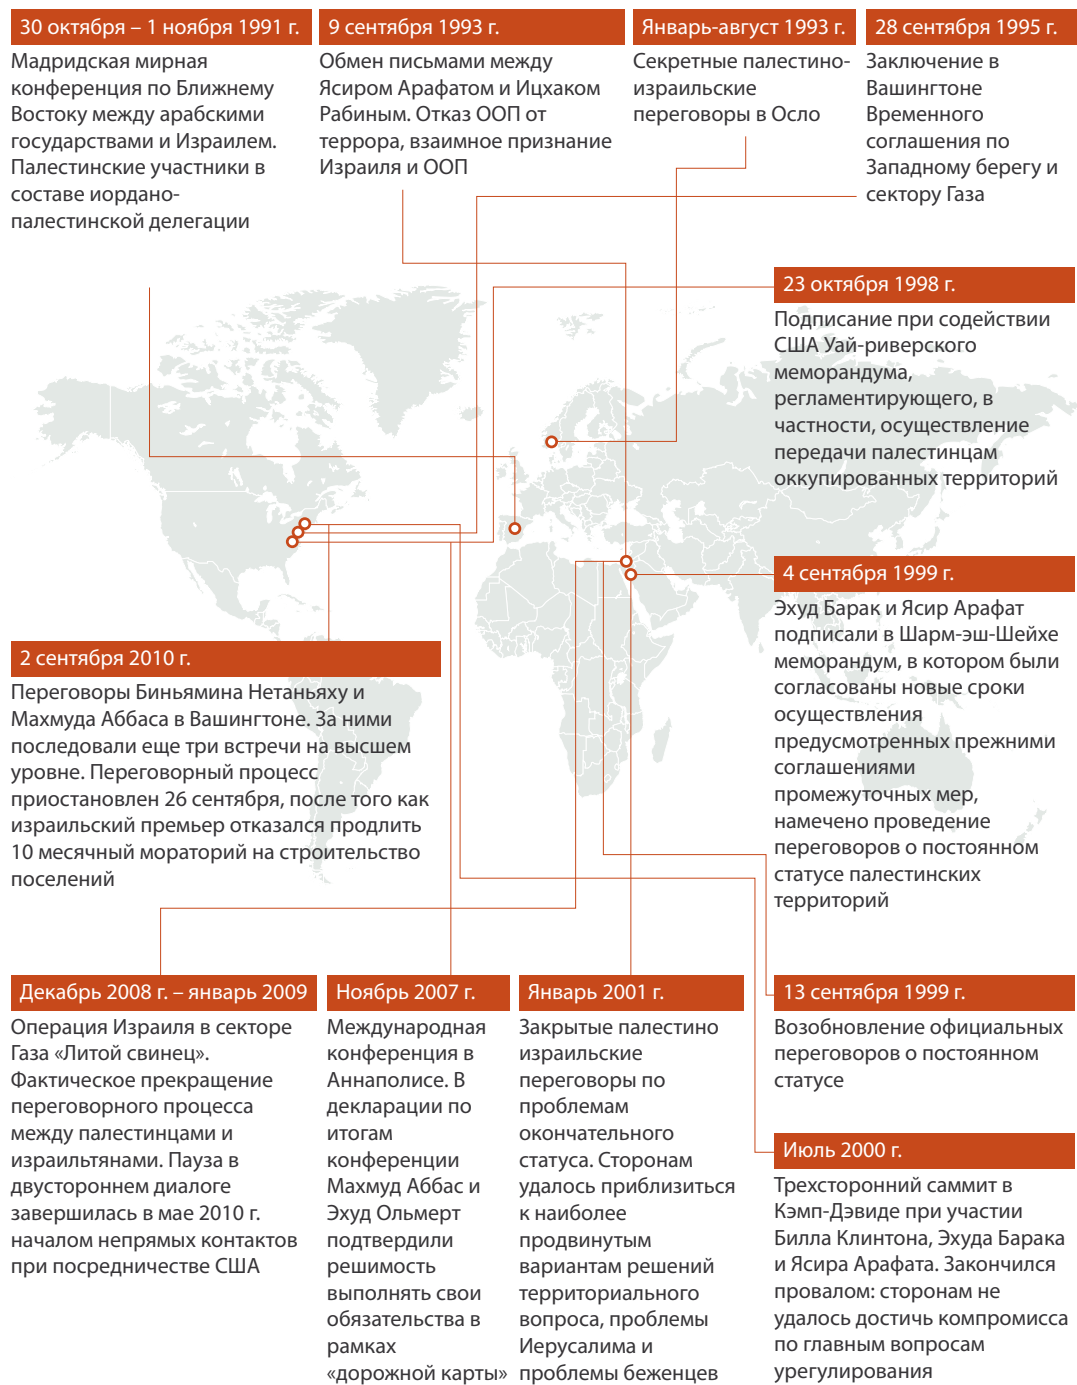 30 октября – 1 ноября 1991 г.
Мадридская мирная
конференция по Ближнему
Востоку между арабскими
государствами и Израилем.
Палестинские участники в
составе иордано-
палестинской делегации
9 сентября 1993 г.
Обмен письмами между
Ясиром Арафатом и Ицхаком
Рабиным. Отказ ООП от
террора, взаимное признание
Израиля и ООП
Январь-август 1993 г.
Секретные палестино-
израильские
переговоры в Осло
28 сентября 1995 г.
Заключение в
Вашингтоне
Временного
соглашения по
Западному берегу и
сектору Газа
23 октября 1998 г.
Подписание при содействии
США Уай-риверского
меморандума,
регламентирующего, в
частности, осуществление
передачи палестинцам
оккупированных территорий
4 сентября 1999 г.
Эхуд Барак и Ясир Арафат
подписали в Шарм-эш-Шейхе
меморандум, в котором были
согласованы новые сроки
осуществления
предусмотренных прежними
соглашениями
промежуточных мер,
намечено проведение
переговоров о постоянном
статусе палестинских
территорий
2 сентября 2010 г.
Переговоры Биньямина Нетаньяху и
Махмуда Аббаса в Вашингтоне. За ними
последовали еще три встречи на высшем
уровне. Переговорный процесс
приостановлен 26 сентября, после того как
израильский премьер отказался продлить
10 месячный мораторий на строительство
поселений
Декабрь 2008 г. – январь 2009
Операция Израиля в секторе
Газа «Литой свинец».
Фактическое прекращение
переговорного процесса
между палестинцами и
израильтянами. Пауза в
двустороннем диалоге
завершилась в мае 2010 г.
началом непрямых контактов
при посредничестве США
Ноябрь 2007 г.
Международная
конференция в
Аннаполисе. В
декларации по
итогам
конференции
Махмуд Аббас и
Эхуд Ольмерт
подтвердили
решимость
выполнять свои
обязательства в
рамках
«дорожной карты»
Январь 2001 г.
Закрытые палестино
израильские
переговоры по
проблемам
окончательного
статуса. Сторонам
удалось приблизиться
к наиболее
продвинутым
вариантам решений
территориального
вопроса, проблемы
Иерусалима и
проблемы беженцев
13 сентября 1999 г.
Возобновление официальных
переговоров о постоянном
статусе
Июль 2000 г.
Трехсторонний саммит в
Кэмп-Дэвиде при участии
Билла Клинтона, Эхуда Барака
и Ясира Арафата. Закончился
провалом: сторонам не
удалось достичь компромисса
по главным вопросам
урегулирования